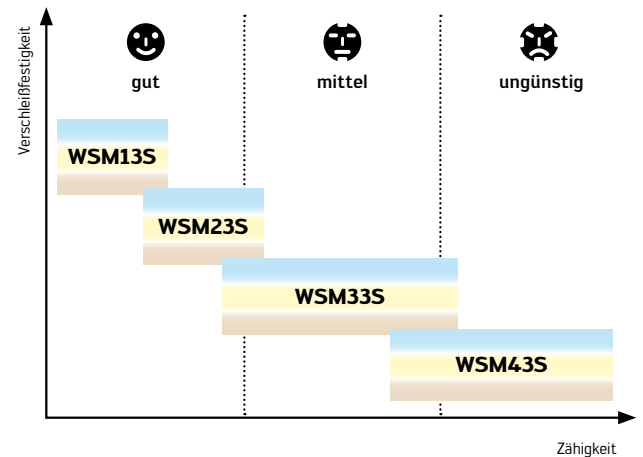 Verschleißfestigkeit
gut
mittel
ungünstig
WSM13S
WSM23S
WSM33S
WSM43S
Zähigkeit